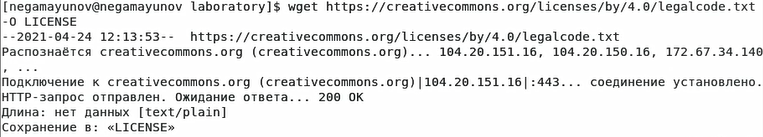 [negamayunov@negamayunov laboratory]$ wget https://creativecommons.org/licenses/by/4.0/legalcode.txt
-O LICENSE
--2021-04-24 12:13:53--  https://creativecommons.org/licenses/by/4.0/legalcode.txt
Распознаётся creativecommons.org (creativecommons.org)... 104.20.151.16, 104.20.150.16, 172.67.34.140
, ...
Подключение к creativecommons.org (creativecommons.org)|104.20.151.16|:443... соединение установлено.
HTTP-запрос отправлен. Ожидание ответа... 200 OK
Длина: нет данных [text/plain]
Сохранение в: «LICENSE»